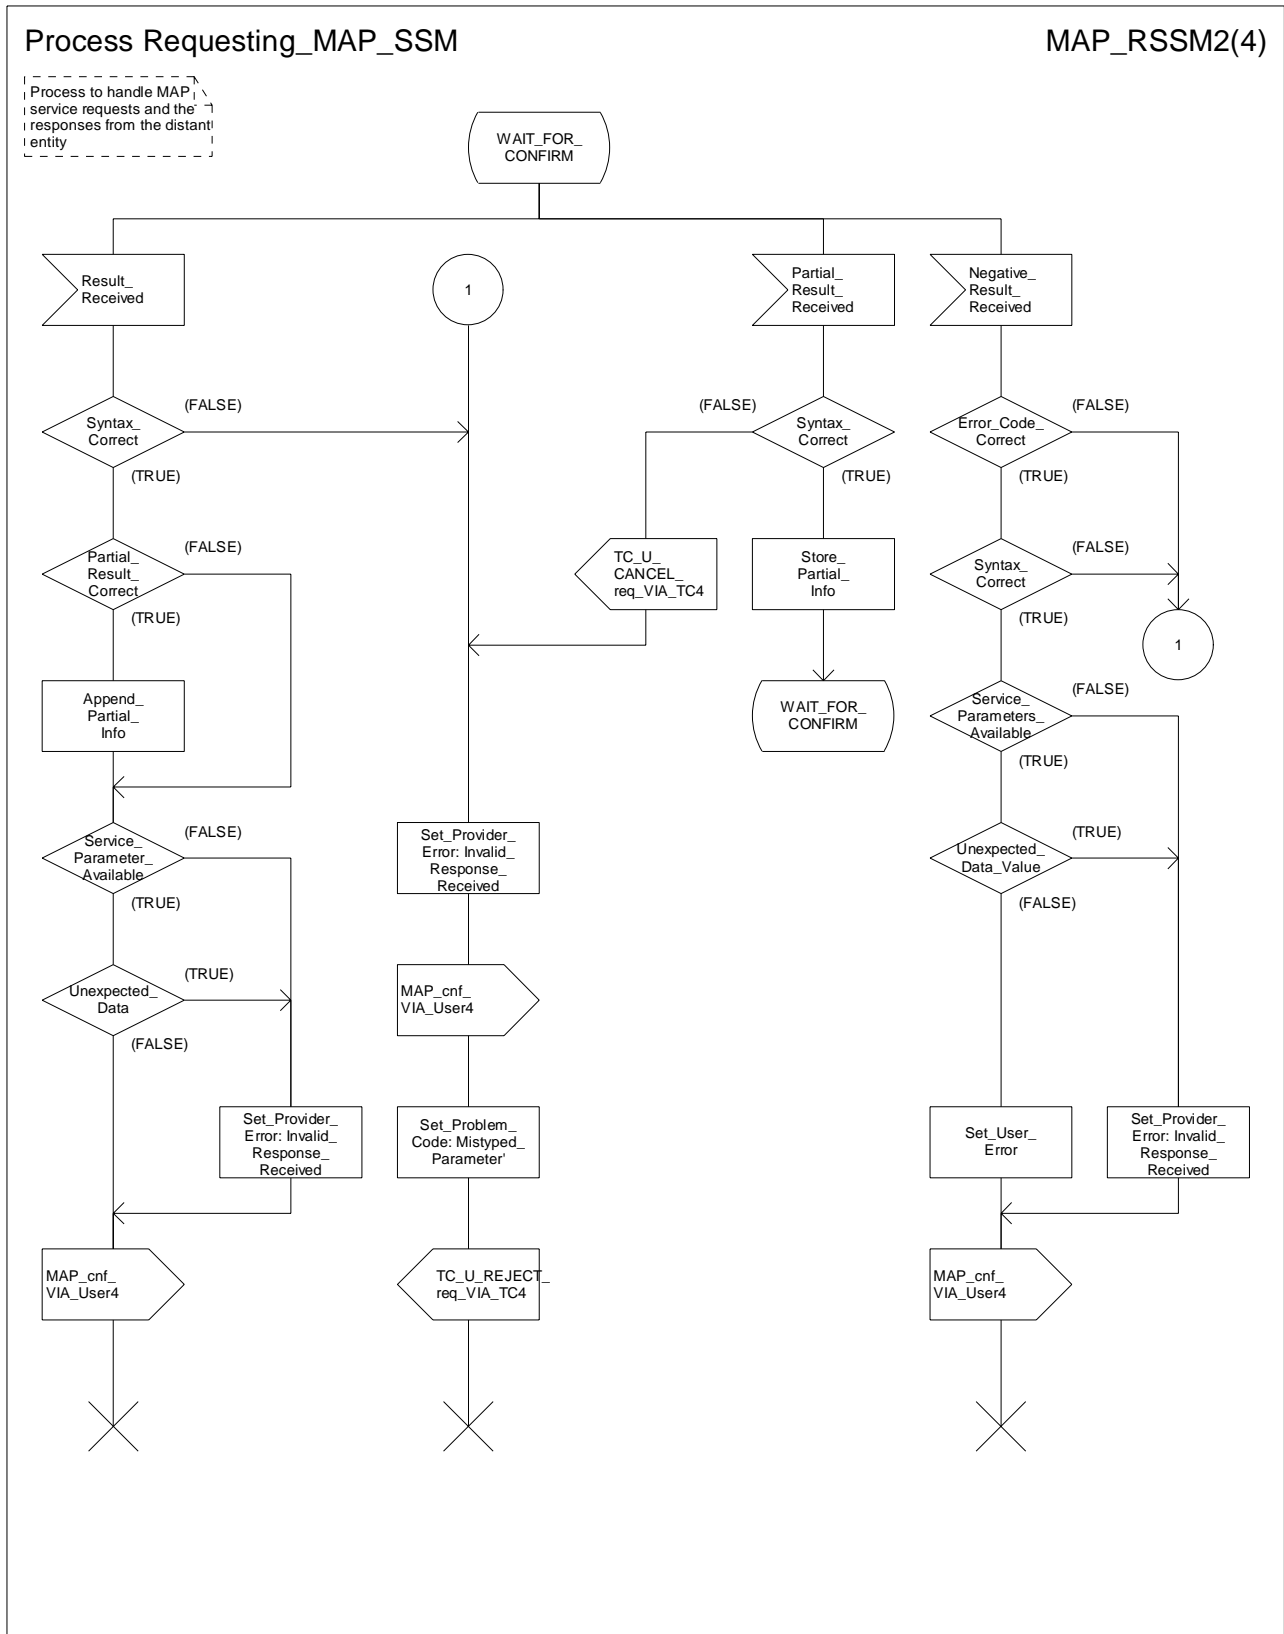 Process Requesting_MAP_SSM
MAP_RSSM2(4)
Process to handle MAP
service requests and the
responses from the distant
entity
WAIT_FOR_
CONFIRM
Result_
Received
1
Partial_
Result_
Received
Negative_
Result_
Received
Syntax_
Correct
(FALSE)
(TRUE)
(FALSE)
Syntax_
Correct
(TRUE)
Error_Code_
Correct
(FALSE)
(TRUE)
Partial_
Result_
Correct
(FALSE)
(TRUE)
TC_U_
CANCEL_
req_VIA_TC4
Store_
Partial_
Info
Syntax_
Correct
(FALSE)
(TRUE)
1
Append_
Partial_
Info
WAIT_FOR_
CONFIRM
Service_
Parameters_
Available
(FALSE)
(TRUE)
Service_
Parameter_
Available
(FALSE)
(TRUE)
Set_Provider_
Error: Invalid_
Response_
Received
Unexpected_
Data_Value
(TRUE)
(FALSE)
Unexpected_
Data
(TRUE)
(FALSE)
MAP_cnf_
VIA_User4
Set_Provider_
Error: Invalid_
Response_
Received
Set_Problem_
Code: Mistyped_
Parameter'
Set_User_
Error
Set_Provider_
Error: Invalid_
Response_
Received
MAP_cnf_
VIA_User4
TC_U_REJECT_
req_VIA_TC4
MAP_cnf_
VIA_User4